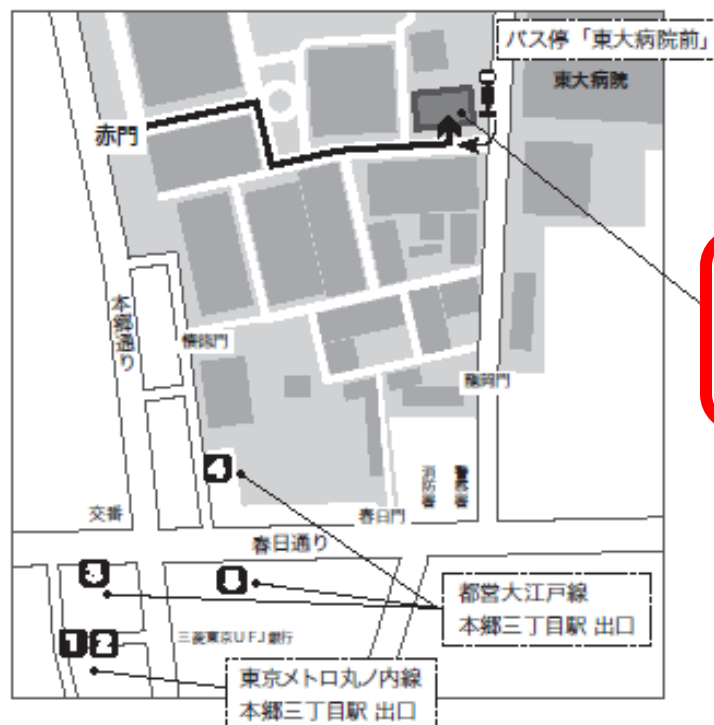 バス停「東大病院前」
東大病院
赤門
本郷通り
懐徳門
龍岡門
4
消防署
警察署
交番
春日門
春日通り
3
都営大江戸線
本郷三丁目駅 出口
1 2
三菱東京UFJ銀行
東京メトロ丸ノ内線
本郷三丁目駅 出口